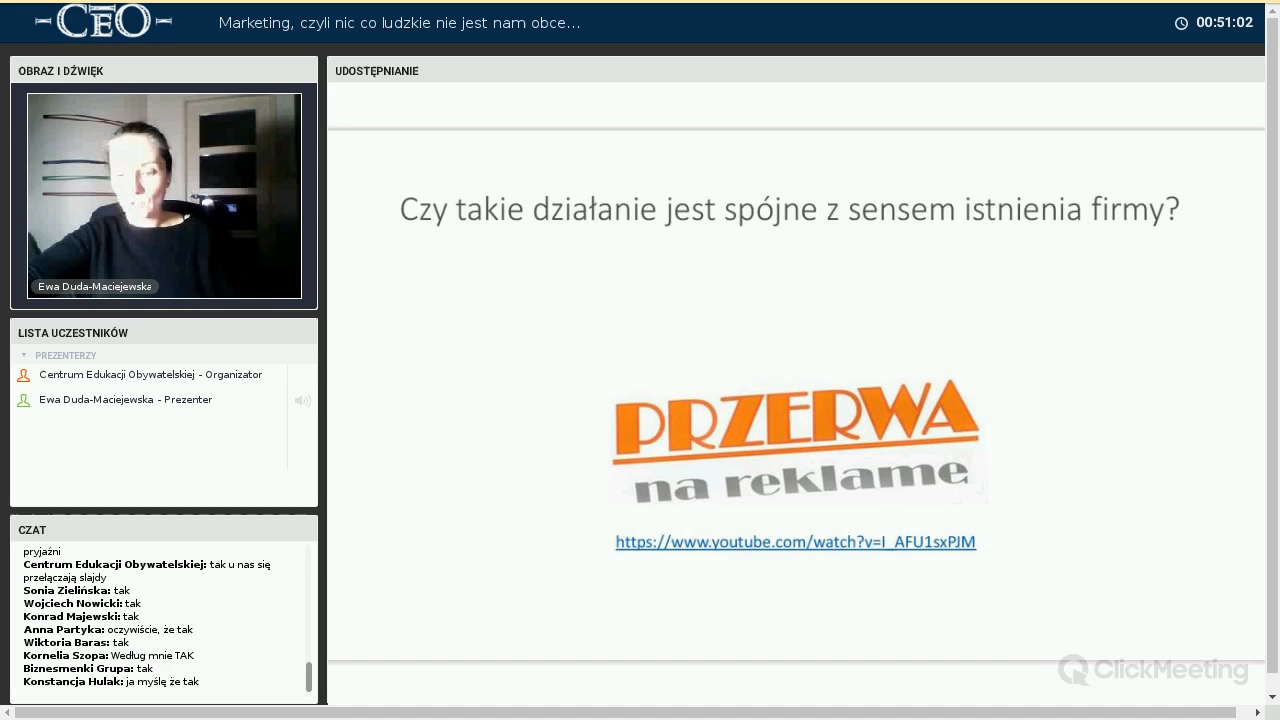 CEO
Marketing, czyli nic co ludzkie nie jest nam obce...
00:51:02
OBRAZ I DŹWIĘK
Ewa Duda-Maciejewska
LISTA UCZESTNIKÓW
PREZENTERZY
Centrum Edukacji Obywatelskiej - Organizator
Ewa Duda-Maciejewska - Prezenter
CZAT
pryjaźni
Centrum Edukacji Obywatelskiej: tak u nas się
przełączają slajdy
Sonia Zielińska: tak
Wojciech Nowicki: tak
Konrad Majewski: tak
Anna Partyka: oczywiście, że tak
Wiktoria Baras: tak
Kornelia Szopa: Według mnie TAK
Biznesmenki Grupa: tak
Konstancja Hulak: ja myślę że tak
UDOSTĘPNIANIE
Czy takie działanie jest spójne z sensem istnienia firmy?
PRZERWA
na reklamę
https://www.youtube.com/watch?v=I_AFU1sxPJM
ClickMeeting